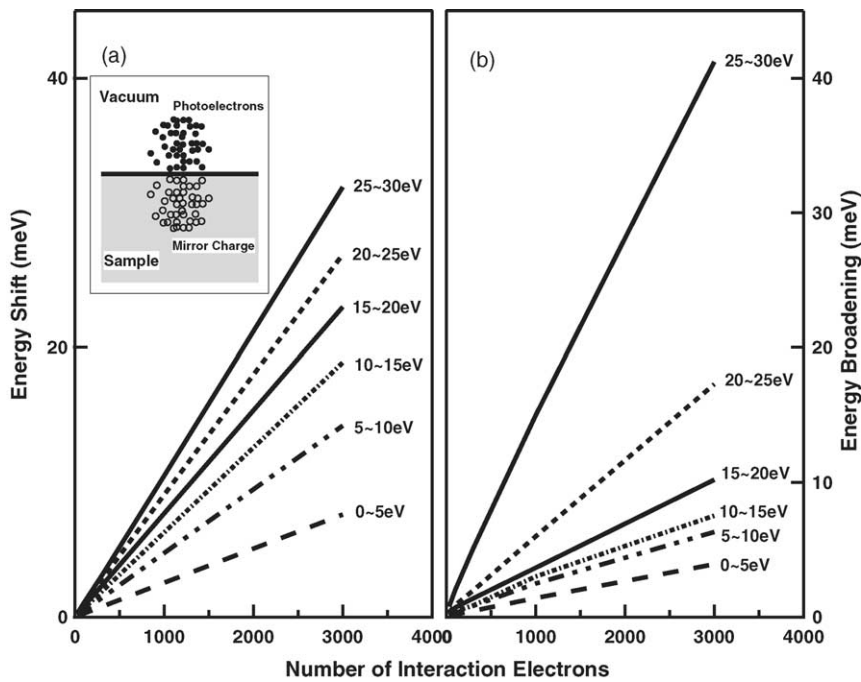 (a)
Vacuum
Photoelectrons
Mirror Charge
Sample
25~30eV
20~25eV
15~20eV
10~15eV
5~10eV
0~5eV
40
20
0
Energy Shift (meV)
0
1000
2000
3000
4000
(b)
25~30eV
20~25eV
15~20eV
10~15eV
5~10eV
0~5eV
40
30
20
10
0
Energy Broadening (meV)
0
1000
2000
3000
4000
Number of Interaction Electrons